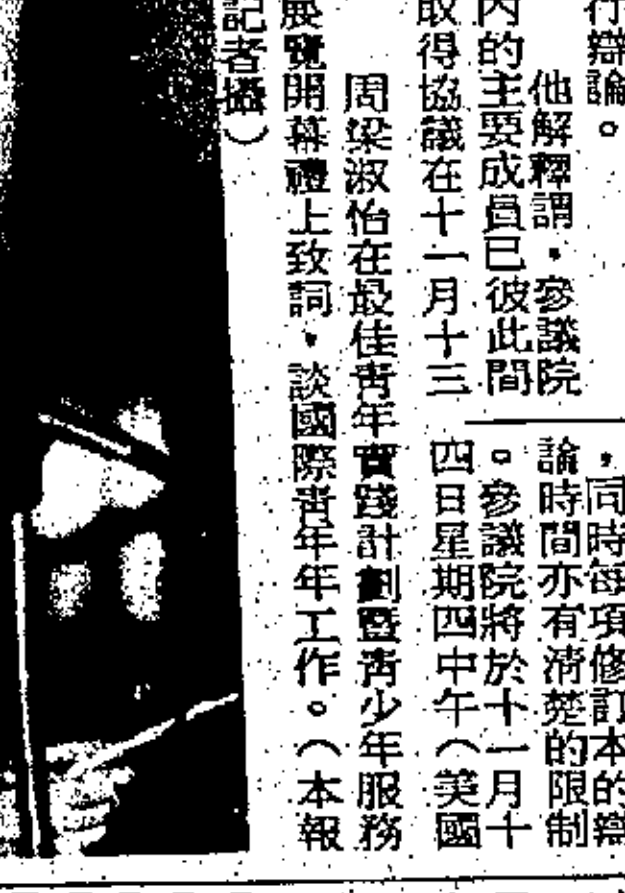 行辯論。
他解釋謂，參議院
內的主要成員已彼此間
取得協議在十一月十三
，同時每項修訂本的辯
論時間亦有清楚的限制
。參議院將於十一月十
四日星期四中午（美國
周梁淑怡在最佳青年實踐計劃暨青少年服務
展覽開幕禮上致詞，談國際青年年工作。（本報
記者攝）